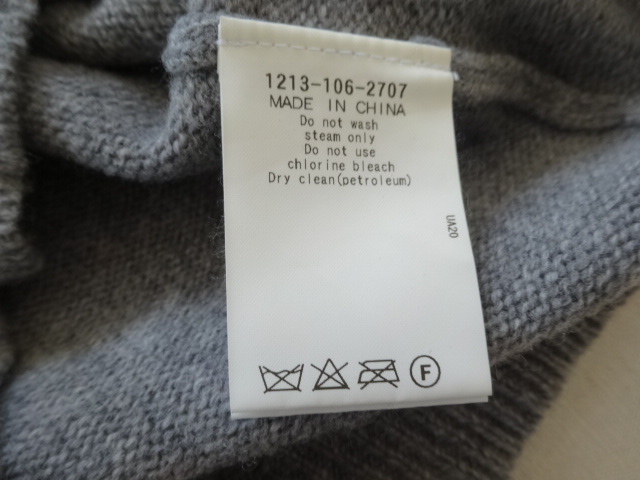 1213-106-2707
MADE IN CHINA
Do not wash
steam only
Do not use
chlorine bleach
Dry clean(petroleum)
UA20
F